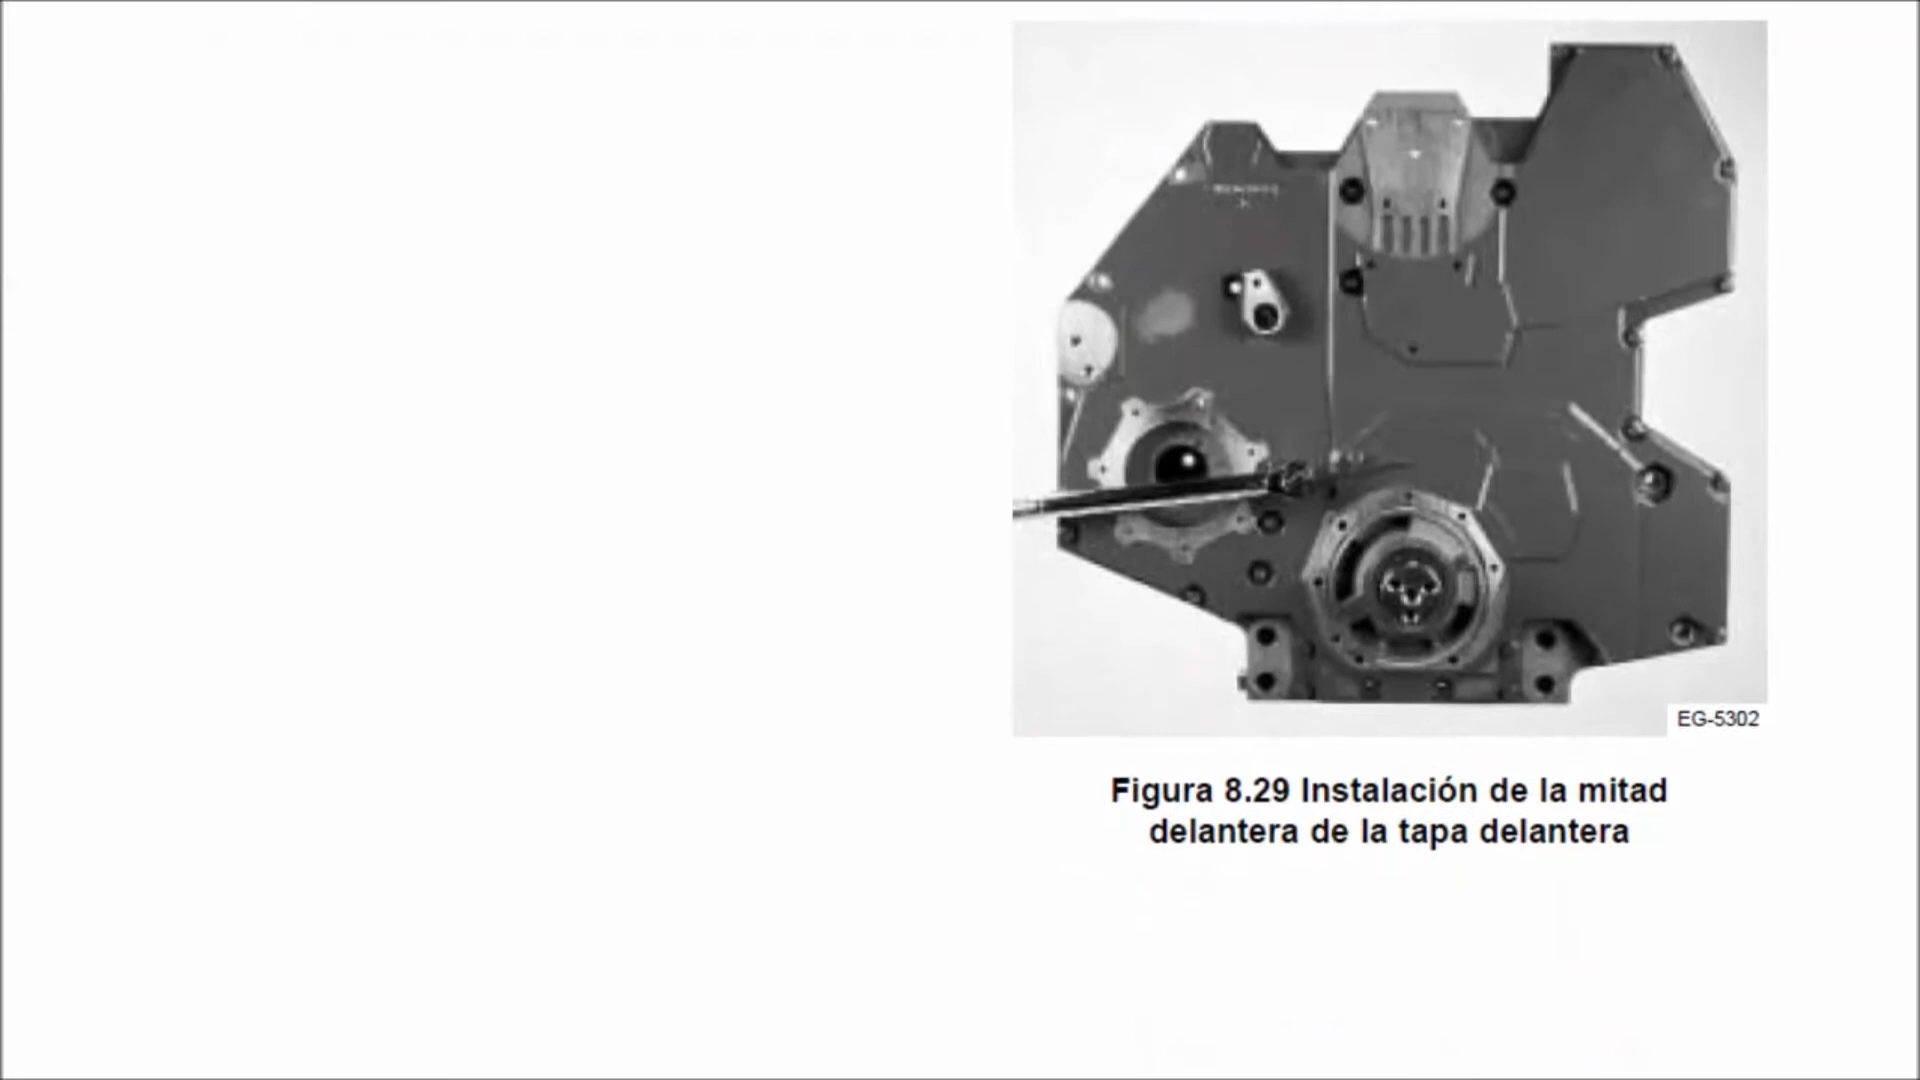 EG-5302
Figura 8.29 Instalación de la mitad
delantera de la tapa delantera